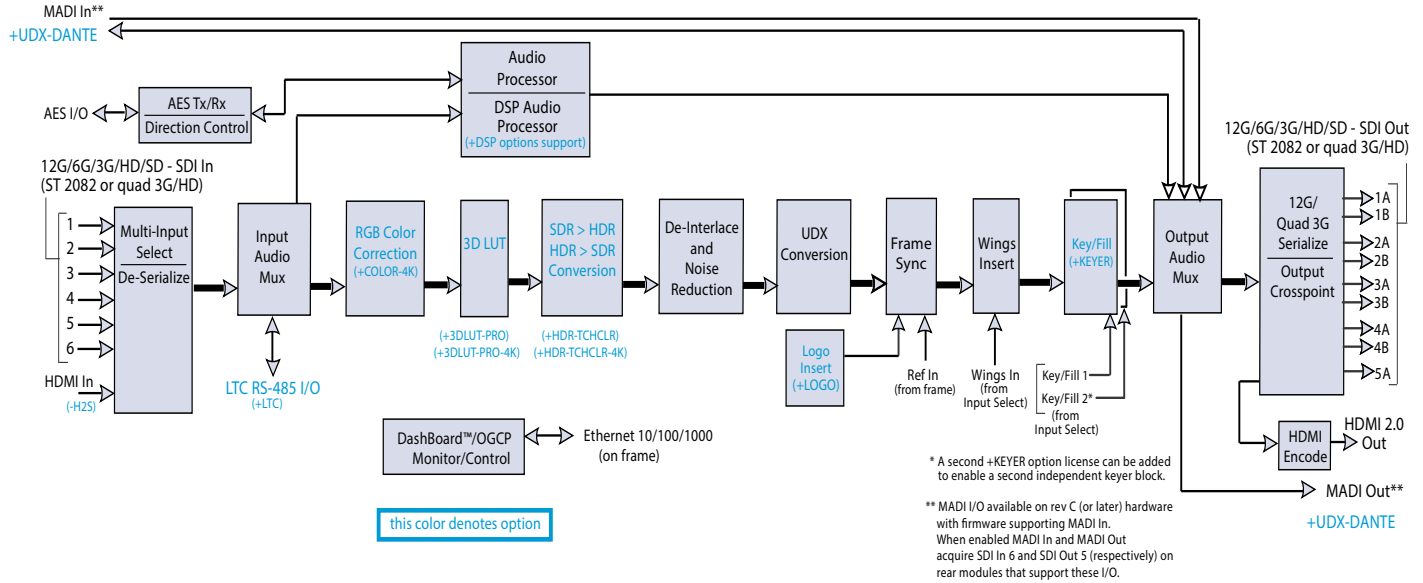 MADI In**
+UDX-DANTE
Audio
Processor
DSP Audio
Processor
(+DSP options support)
AES I/O
AES Tx/Rx
Direction Control
12G/6G/3G/HD/SD - SDI In
(ST 2082 or quad 3G/HD)
12G/6G/3G/HD/SD - SDI Out
(ST 2082 or quad 3G/HD)
1
2
3
4
5
6
HDMI In
(-H2S)
Multi-Input
Select
De-Serialize
Input
Audio
Mux
LTC RS-485 I/O
(+LTC)
RGB Color
Correction
(+COLOR-4K)
3D LUT
(+3DLUT-PRO)
(+3DLUT-PRO-4K)
SDR > HDR
HDR > SDR
Conversion
(+HDR-TCHCLR)
(+HDR-TCHCLR-4K)
De-Interlace
and
Noise
Reduction
UDX
Conversion
Logo
Insert
(+LOGO)
Frame
Sync
Ref In
(from frame)
Wings
Insert
Wings In
(from
Input Select)
Key/Fill
(+KEYER)
Key/Fill 1
Key/Fill 2*
(from
Input Select)
Output
Audio
Mux
12G/
Quad 3G
Serialize
Output
Crosspoint
1A
1B
2A
2B
3A
3B
4A
4B
5A
HDMI
Encode
HDMI 2.0
Out
MADI Out**
+UDX-DANTE
DashBoard™/OGCP
Monitor/Control
Ethernet 10/100/1000
(on frame)
this color denotes option
* A second +KEYER option license can be added
to enable a second independent keyer block.
** MADI I/O available on rev C (or later) hardware
with firmware supporting MADI In.
When enabled MADI In and MADI Out
acquire SDI In 6 and SDI Out 5 (respectively) on
rear modules that support these I/O.